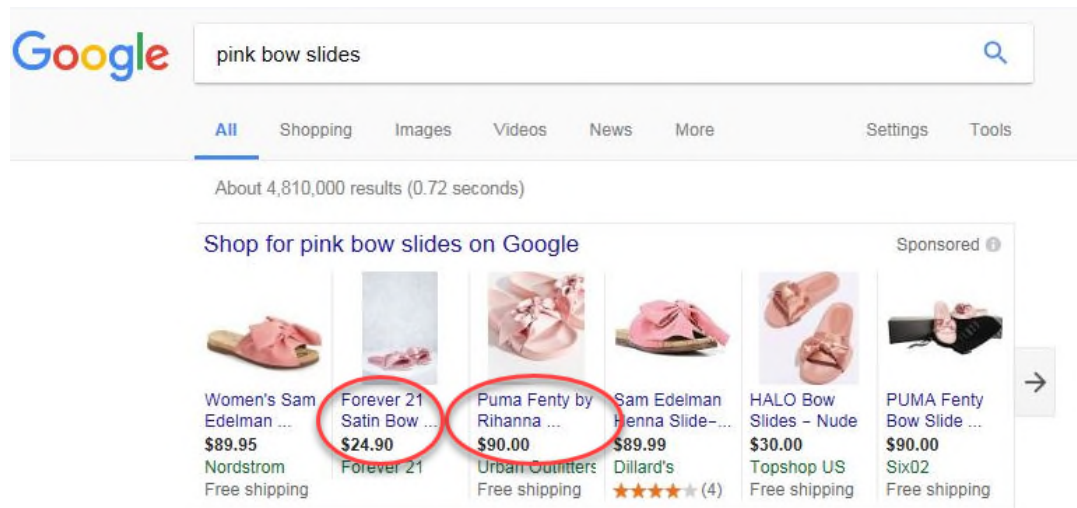 Google
pink bow slides
All Shopping Images Videos News More Settings Tools
About 4,810,000 results (0.72 seconds)
Shop for pink bow slides on Google
Sponsored
Women's Sam
Edelman ...
$89.95
Nordstrom
Free shipping
Forever 21
Satin Bow ...
$24.90
Forever 21
Puma Fenty by
Rihanna ...
$90.00
Urban Outfitters
Free shipping
Sam Edelman
Henna Slide-...
$89.99
Dillard's
(4)
HALO Bow
Slides - Nude
$30.00
Topshop US
Free shipping
PUMA Fenty
Bow Slide ...
$90.00
Six02
Free shipping